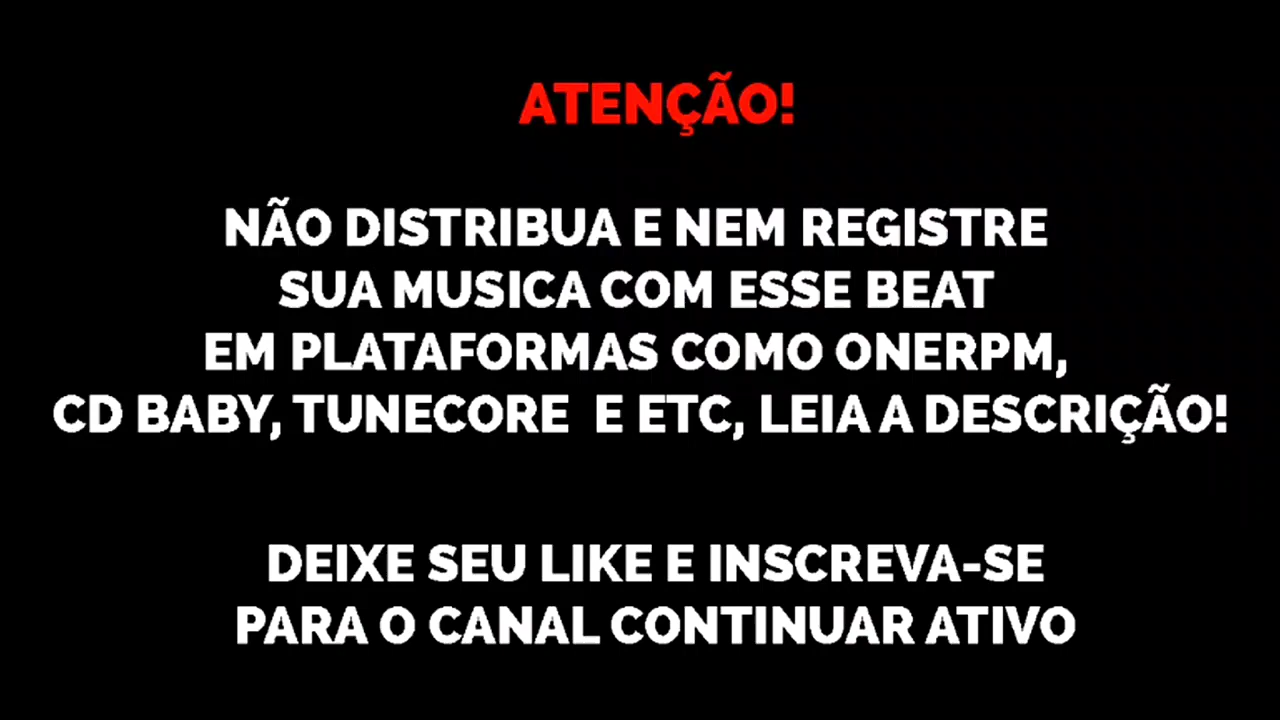 ATENÇÃO!
NÃO DISTRIBUA E NEM REGISTRE
SUA MUSICA COM ESSE BEAT
EM PLATAFORMAS COMO ONERPM,
CD BABY, TUNECORE E ETC, LEIA A DESCRIÇÃO!
DEIXE SEU LIKE E INSCREVA-SE
PARA O CANAL CONTINUAR ATIVO